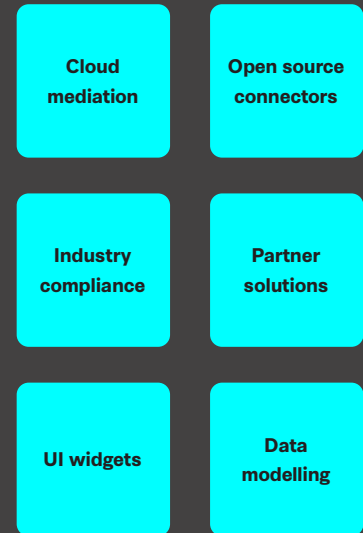 Cloud
mediation
Open source
connectors
Industry
compliance
Partner
solutions
UI widgets
Data
modelling